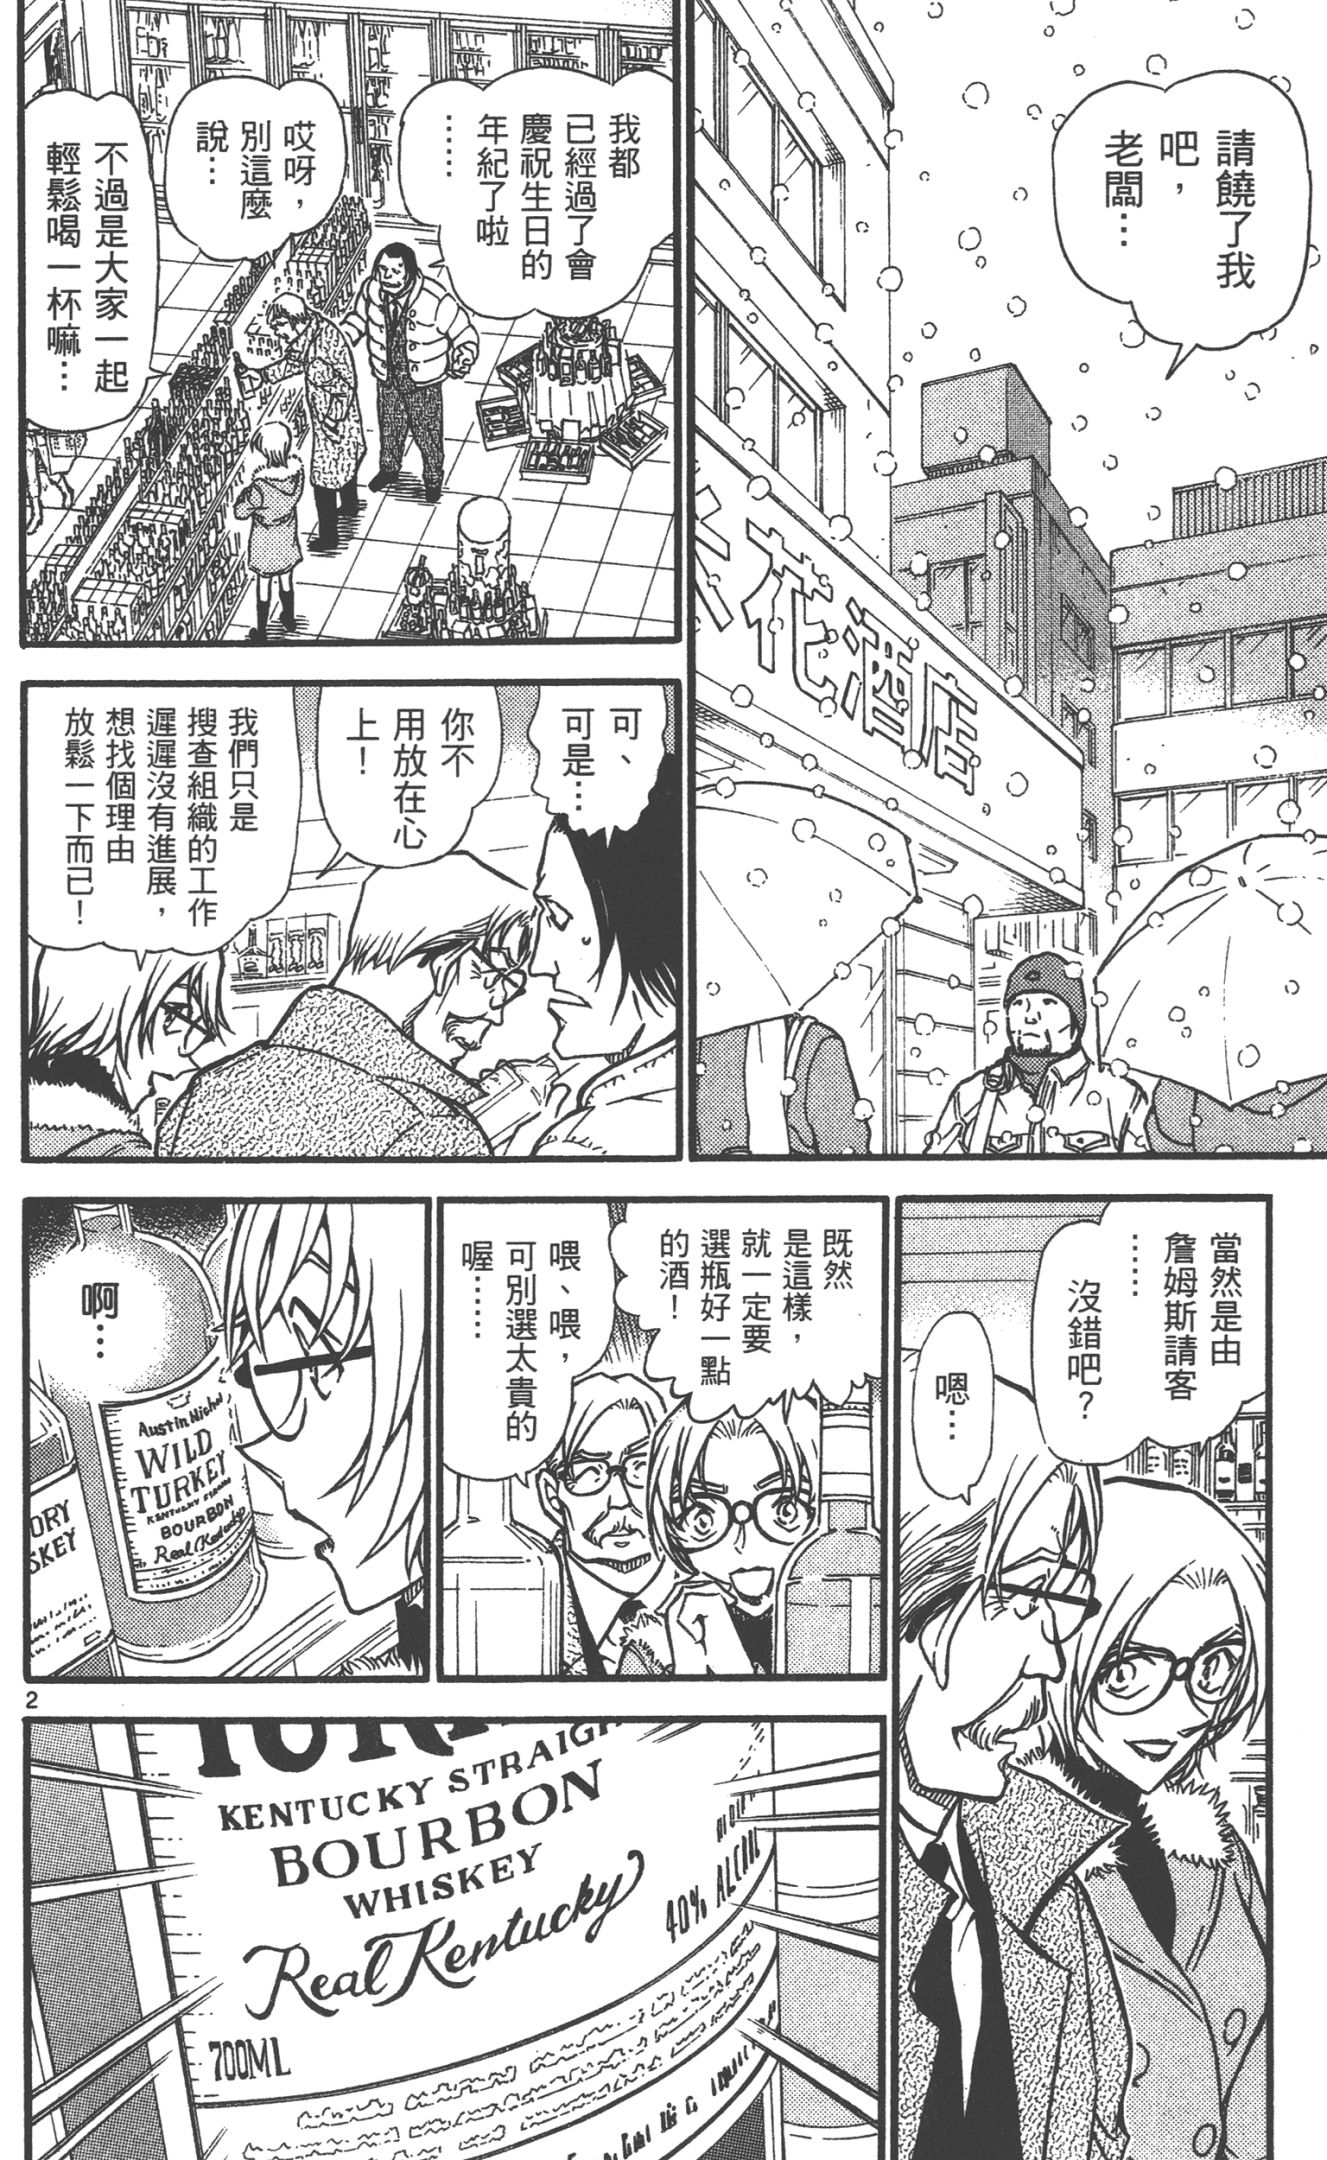 請饒了我
吧，
老闆…
花酒店
我都
已經過了會
慶祝生日的
年紀了啦
……
哎呀，
別這麼
說…
不過是大家一起
輕鬆喝一杯嘛…
可、
可是…
你不
用放在心
上！
我們只是
搜查組織的工作
遲遲沒有進展，
想找個理由
放鬆一下而已！
當然是由
詹姆斯請客
……
沒錯吧？
嗯…
既然
是這樣，
就一定要
選瓶好一點
的酒！
喂、喂，
可別選太貴的
喔……
啊…
Austin Nichol
WILD
TURKEY
KENTUCKY STRAIGH
BOURBON
Real Kentucky
ORY
SKEY
2
KENTUCKY STRAIGH
BOURBON
WHISKEY
Real Kentucky
40% ALCOH
700ML